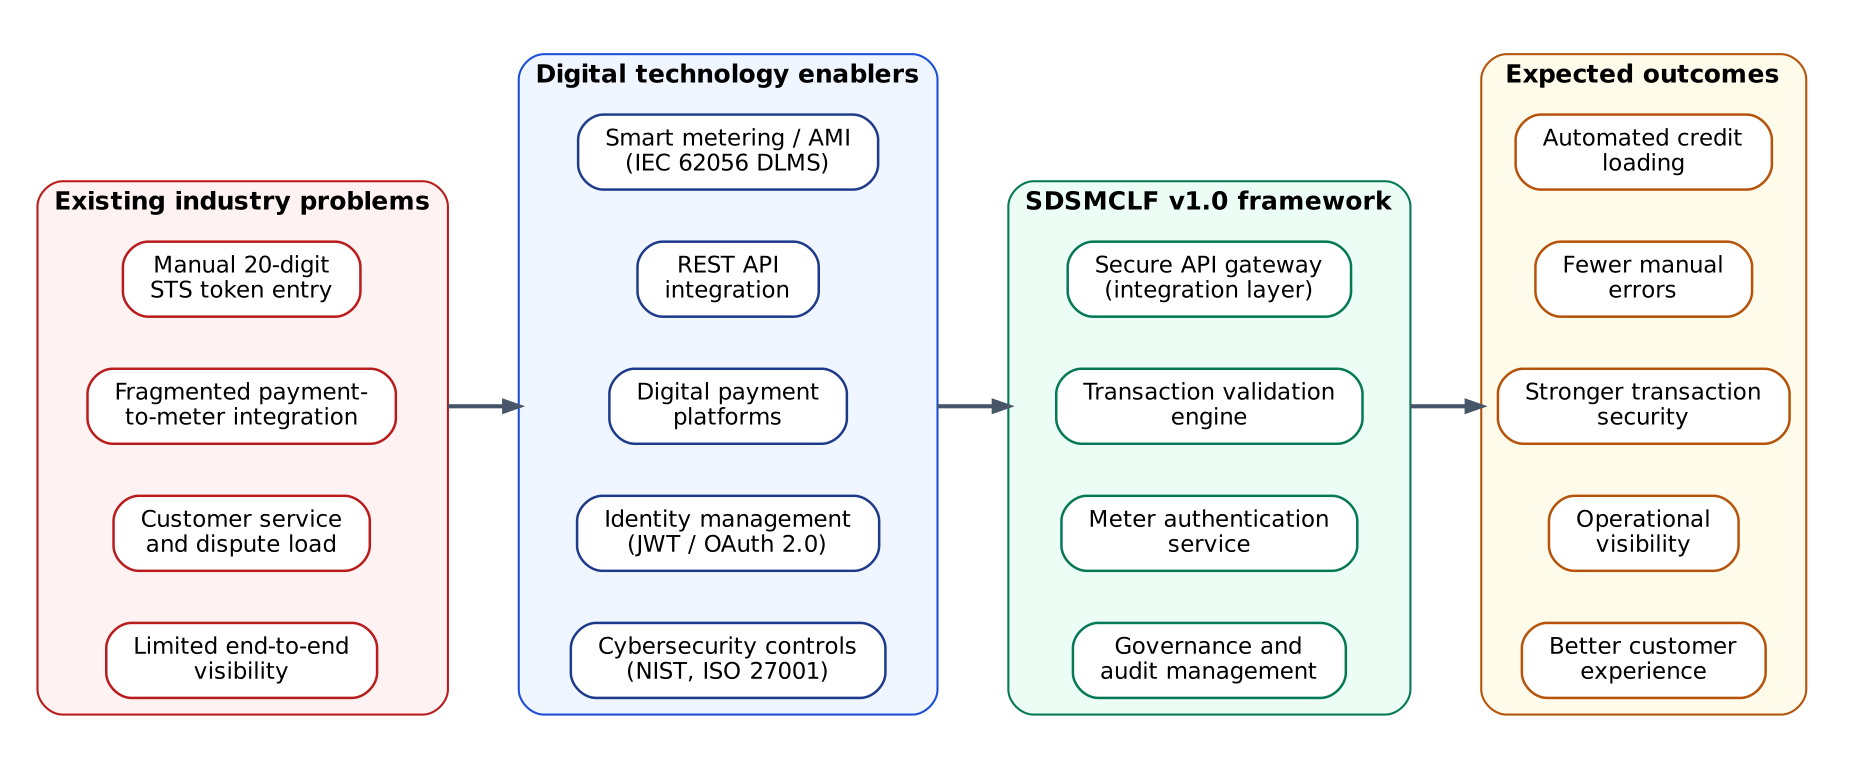 Existing industry problems
Manual 20-digit
STS token entry
Fragmented payment-
to-meter integration
Customer service
and dispute load
Limited end-to-end
visibility
Digital technology enablers
Smart metering / AMI
(IEC 62056 DLMS)
REST API
integration
Digital payment
platforms
Identity management
(JWT / OAuth 2.0)
Cybersecurity controls
(NIST, ISO 27001)
SDSMCLF v1.0 framework
Secure API gateway
(integration layer)
Transaction validation
engine
Meter authentication
service
Governance and
audit management
Expected outcomes
Automated credit
loading
Fewer manual
errors
Stronger transaction
security
Operational
visibility
Better customer
experience